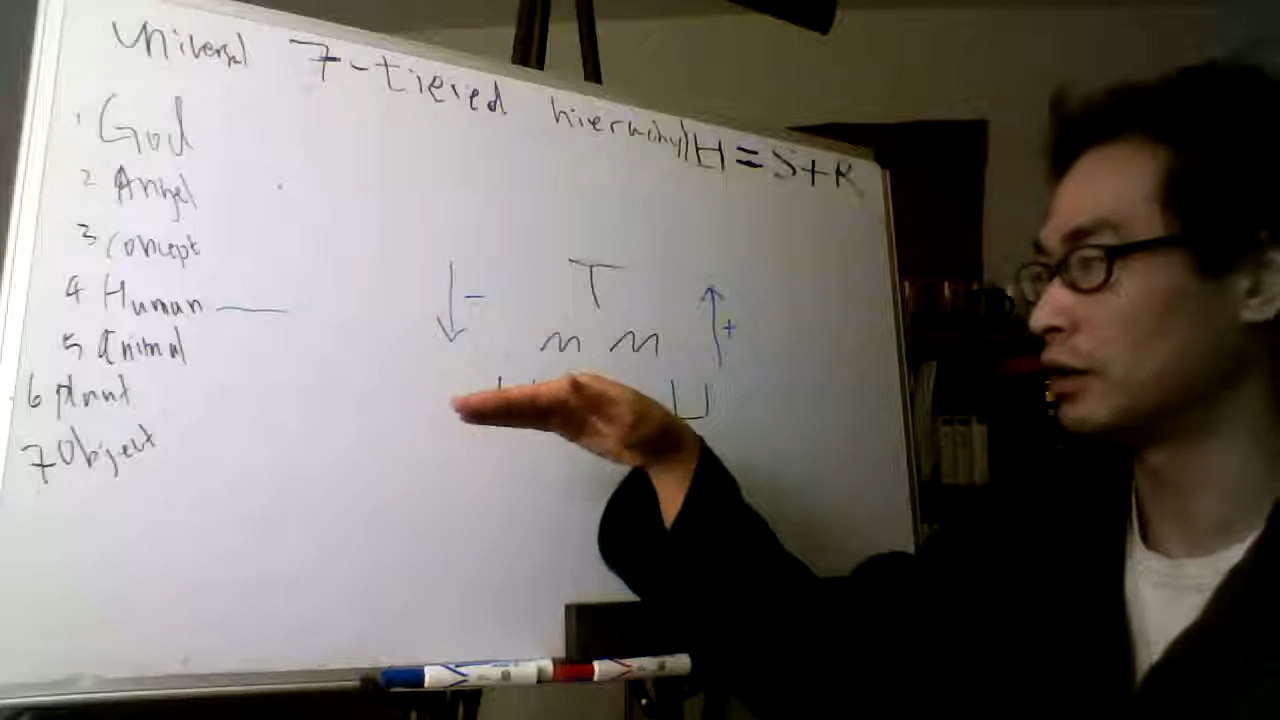 Universal 7-tiered hierarchy H = S+R
1 God
2 Angel
3 Concept
4 Human
5 Animal
6 Plant
7 Object
T
↓ - ↑ +
m m
U